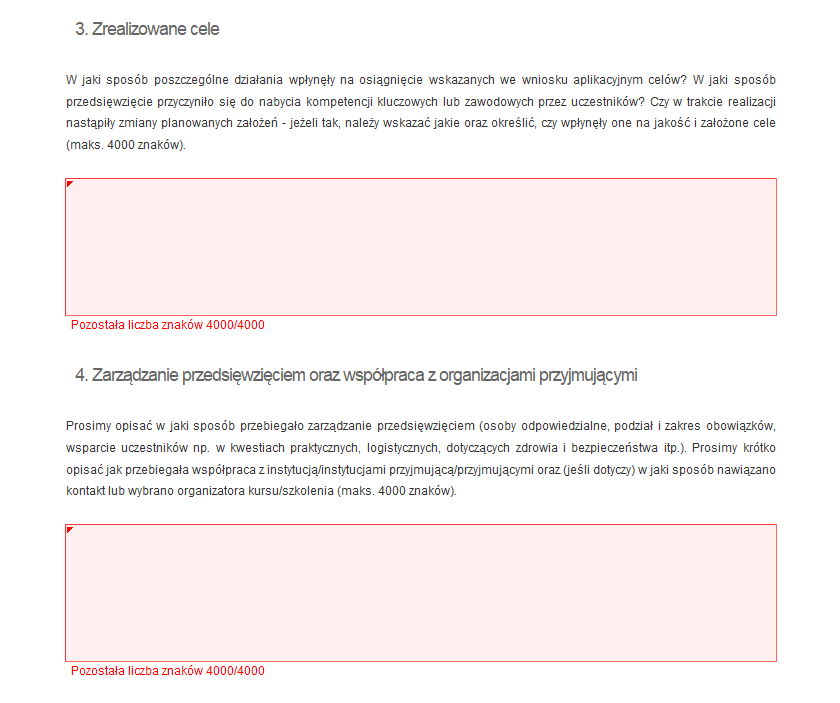 3. Zrealizowane cele
W jaki sposób poszczególne działania wpłynęły na osiągnięcie wskazanych we wniosku aplikacyjnym celów? W jaki sposób
przedsięwzięcie przyczyniło się do nabycia kompetencji kluczowych lub zawodowych przez uczestników? Czy w trakcie realizacji
nastąpiły zmiany planowanych założeń - jeżeli tak, należy wskazać jakie oraz określić, czy wpłynęły one na jakość i założone cele
(maks. 4000 znaków).
Pozostała liczba znaków 4000/4000
4. Zarządzanie przedsięwzięciem oraz współpraca z organizacjami przyjmującymi
Prosimy opisać w jaki sposób przebiegało zarządzanie przedsięwzięciem (osoby odpowiedzialne, podział i zakres obowiązków,
wsparcie uczestników np. w kwestiach praktycznych, logistycznych, dotyczących zdrowia i bezpieczeństwa itp.). Prosimy krótko
opisać jak przebiegała współpraca z instytucją/instytucjami przyjmującą/przyjmującymi oraz (jeśli dotyczy) w jaki sposób nawiązano
kontakt lub wybrano organizatora kursu/szkolenia (maks. 4000 znaków).
Pozostała liczba znaków 4000/4000